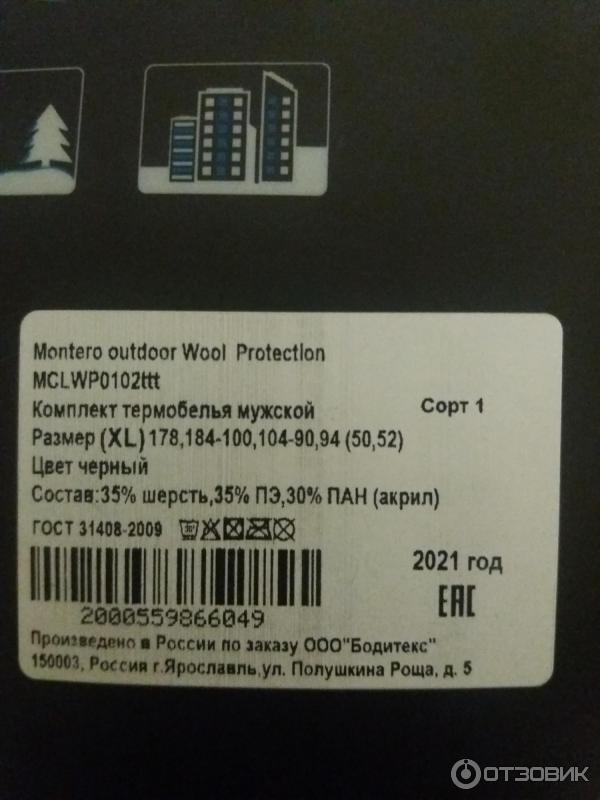 Montero outdoor Wool Protection
MCLWP0102ttt
Комплект термобелья мужской
Сорт 1
Размер (XL) 178,184-100,104-90,94 (50,52)
Цвет черный
Состав:35% шерсть,35% ПЭ,30% ПАН (акрил)
ГОСТ 31408-2009
30°
2021 год
EAC
2000559866049
Произведено в России по заказу ООО"Бодитекс"
150003, Россия г.Ярославль,ул. Полушкина Роща, д. 5
ОТЗОВИК